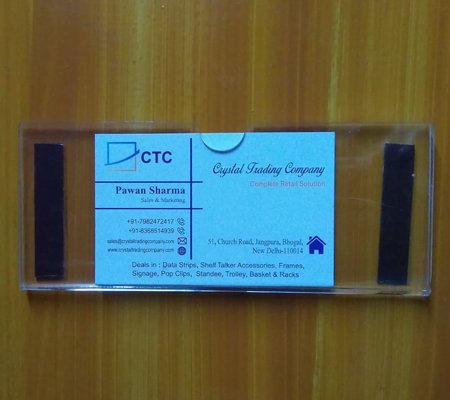 CTC
Crystal Trading Company
Complete Retail Solution
Pawan Sharma
Sales & Marketing
+91-7982472417
+91-8368514939
sales@crystaltradingcompany.com
www.crystaltradingcompany.com
51, Church Road, Jangpura, Bhogal,
New Delhi-110014
Deals in : Data Strips, Shelf Talker Accessories, Frames,
Signage, Pop Clips, Standee, Trolley, Basket & Racks